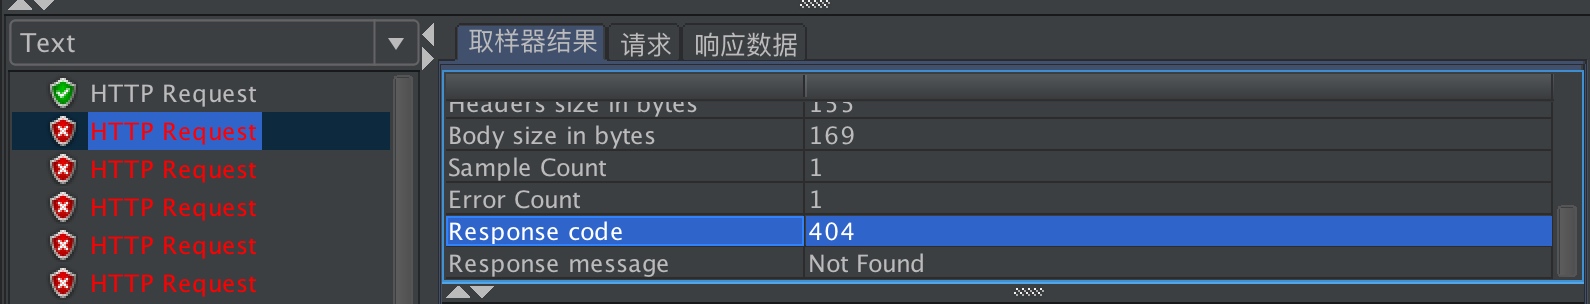 Text
HTTP Request
HTTP Request
HTTP Request
HTTP Request
HTTP Request
HTTP Request
取样器结果 请求 响应数据
Headers size in bytes 155
Body size in bytes 169
Sample Count 1
Error Count 1
Response code 404
Response message Not Found